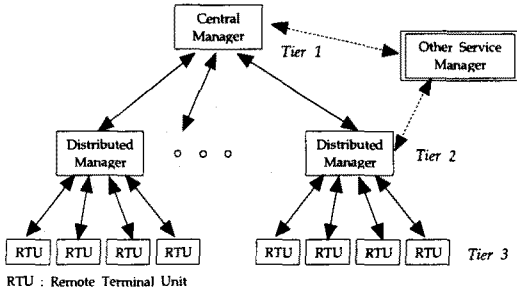 Central
Manager
Tier 1
Other Service
Manager
Distributed
Manager
Distributed
Manager
Tier 2
RTU RTU RTU RTU RTU RTU RTU RTU Tier 3
RTU : Remote Terminal Unit